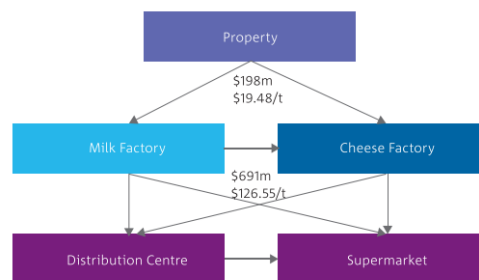 Property
$198m
$19.48/t
Milk Factory
Cheese Factory
$691m
$126.55/t
Distribution Centre
Supermarket